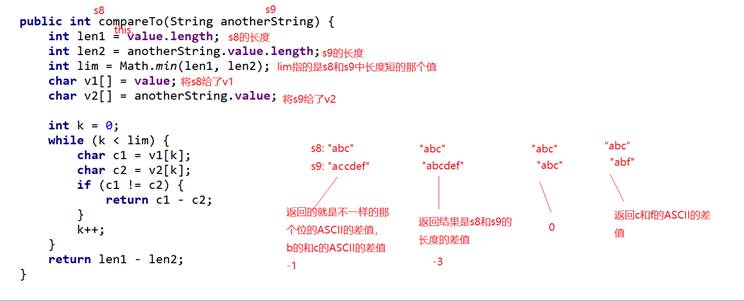 s8 s9
public int compareTo(String anotherString) {
this
int len1 = value.length; s8的长度
int len2 = anotherString.value.length; s9的长度
int lim = Math.min(len1, len2); lim指的是s8和s9中长度短的那个值
char v1[] = value; 将s8给了v1
char v2[] = anotherString.value; 将s9给了v2
int k = 0;
while (k < lim) {
char c1 = v1[k];
char c2 = v2[k];
if (c1 != c2) {
return c1 - c2;
}
k++;
}
return len1 - len2;
}
s8: "abc"
s9: "accdef"
返回的就是不一样的那
个位的ASCII的差值，
b的和c的ASCII的差值
-1
"abc"
"abcdef"
返回结果是s8和s9的
长度的差值
-3
"abc"
"abc"
0
"abc"
"abf"
返回c和f的ASCII的差
值